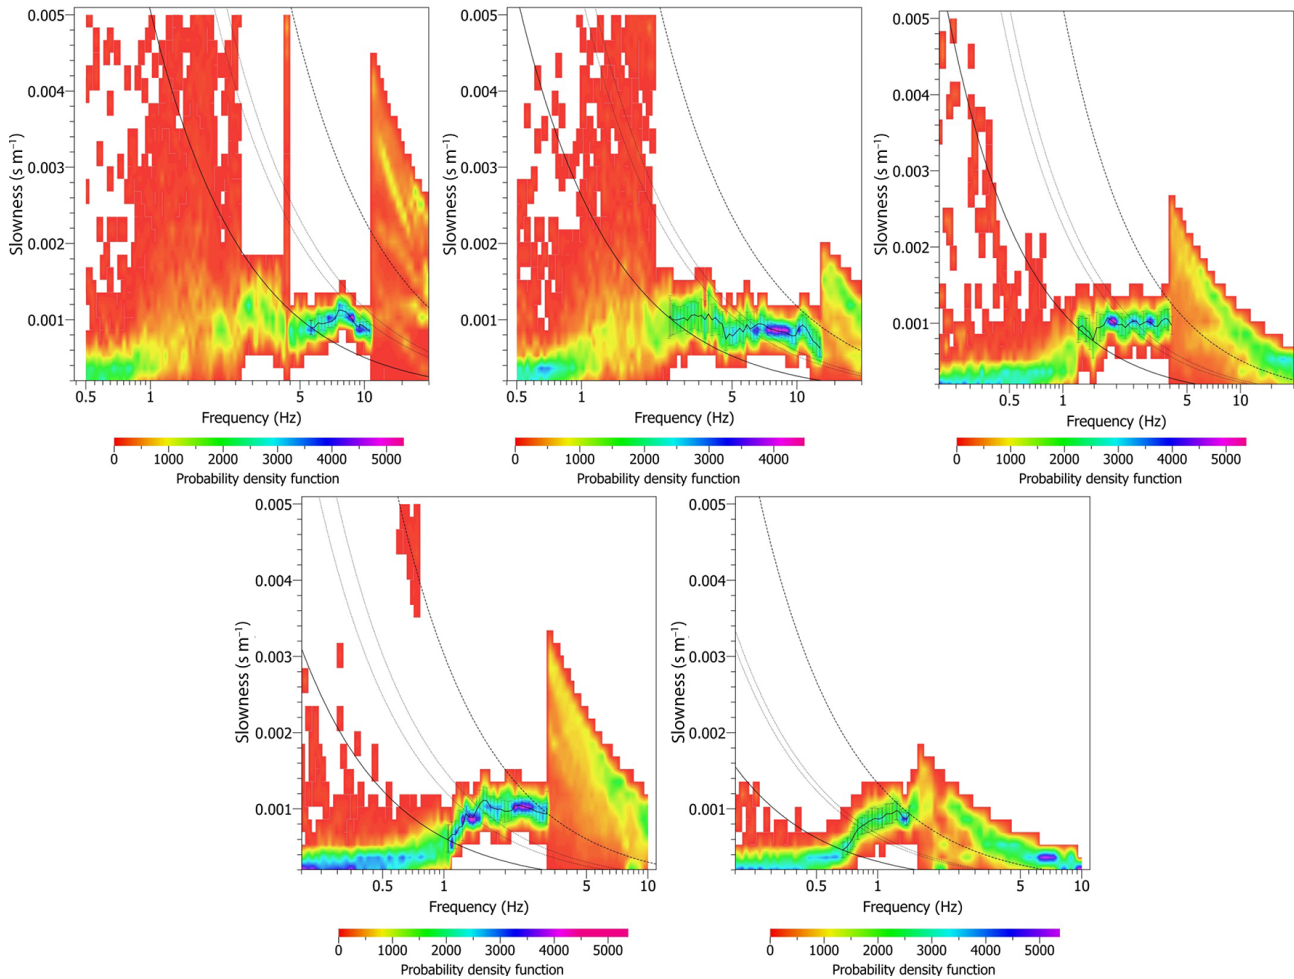 0.005
0.004
0.003
0.002
0.001
Slowness (s m⁻¹)
0.5 1 5 10
Frequency (Hz)
0 1000 2000 3000 4000 5000
Probability density function
0.005
0.004
0.003
0.002
0.001
Slowness (s m⁻¹)
0.5 1 5 10
Frequency (Hz)
0 1000 2000 3000 4000
Probability density function
0.005
0.004
0.003
0.002
0.001
Slowness (s m⁻¹)
0.5 1 5 10
Frequency (Hz)
0 1000 2000 3000 4000 5000
Probability density function
0.005
0.004
0.003
0.002
0.001
Slowness (s m⁻¹)
0.5 1 5 10
Frequency (Hz)
0 1000 2000 3000 4000 5000
Probability density function
0.005
0.004
0.003
0.002
0.001
Slowness (s m⁻¹)
0.5 1 5 10
Frequency (Hz)
0 1000 2000 3000 4000 5000
Probability density function